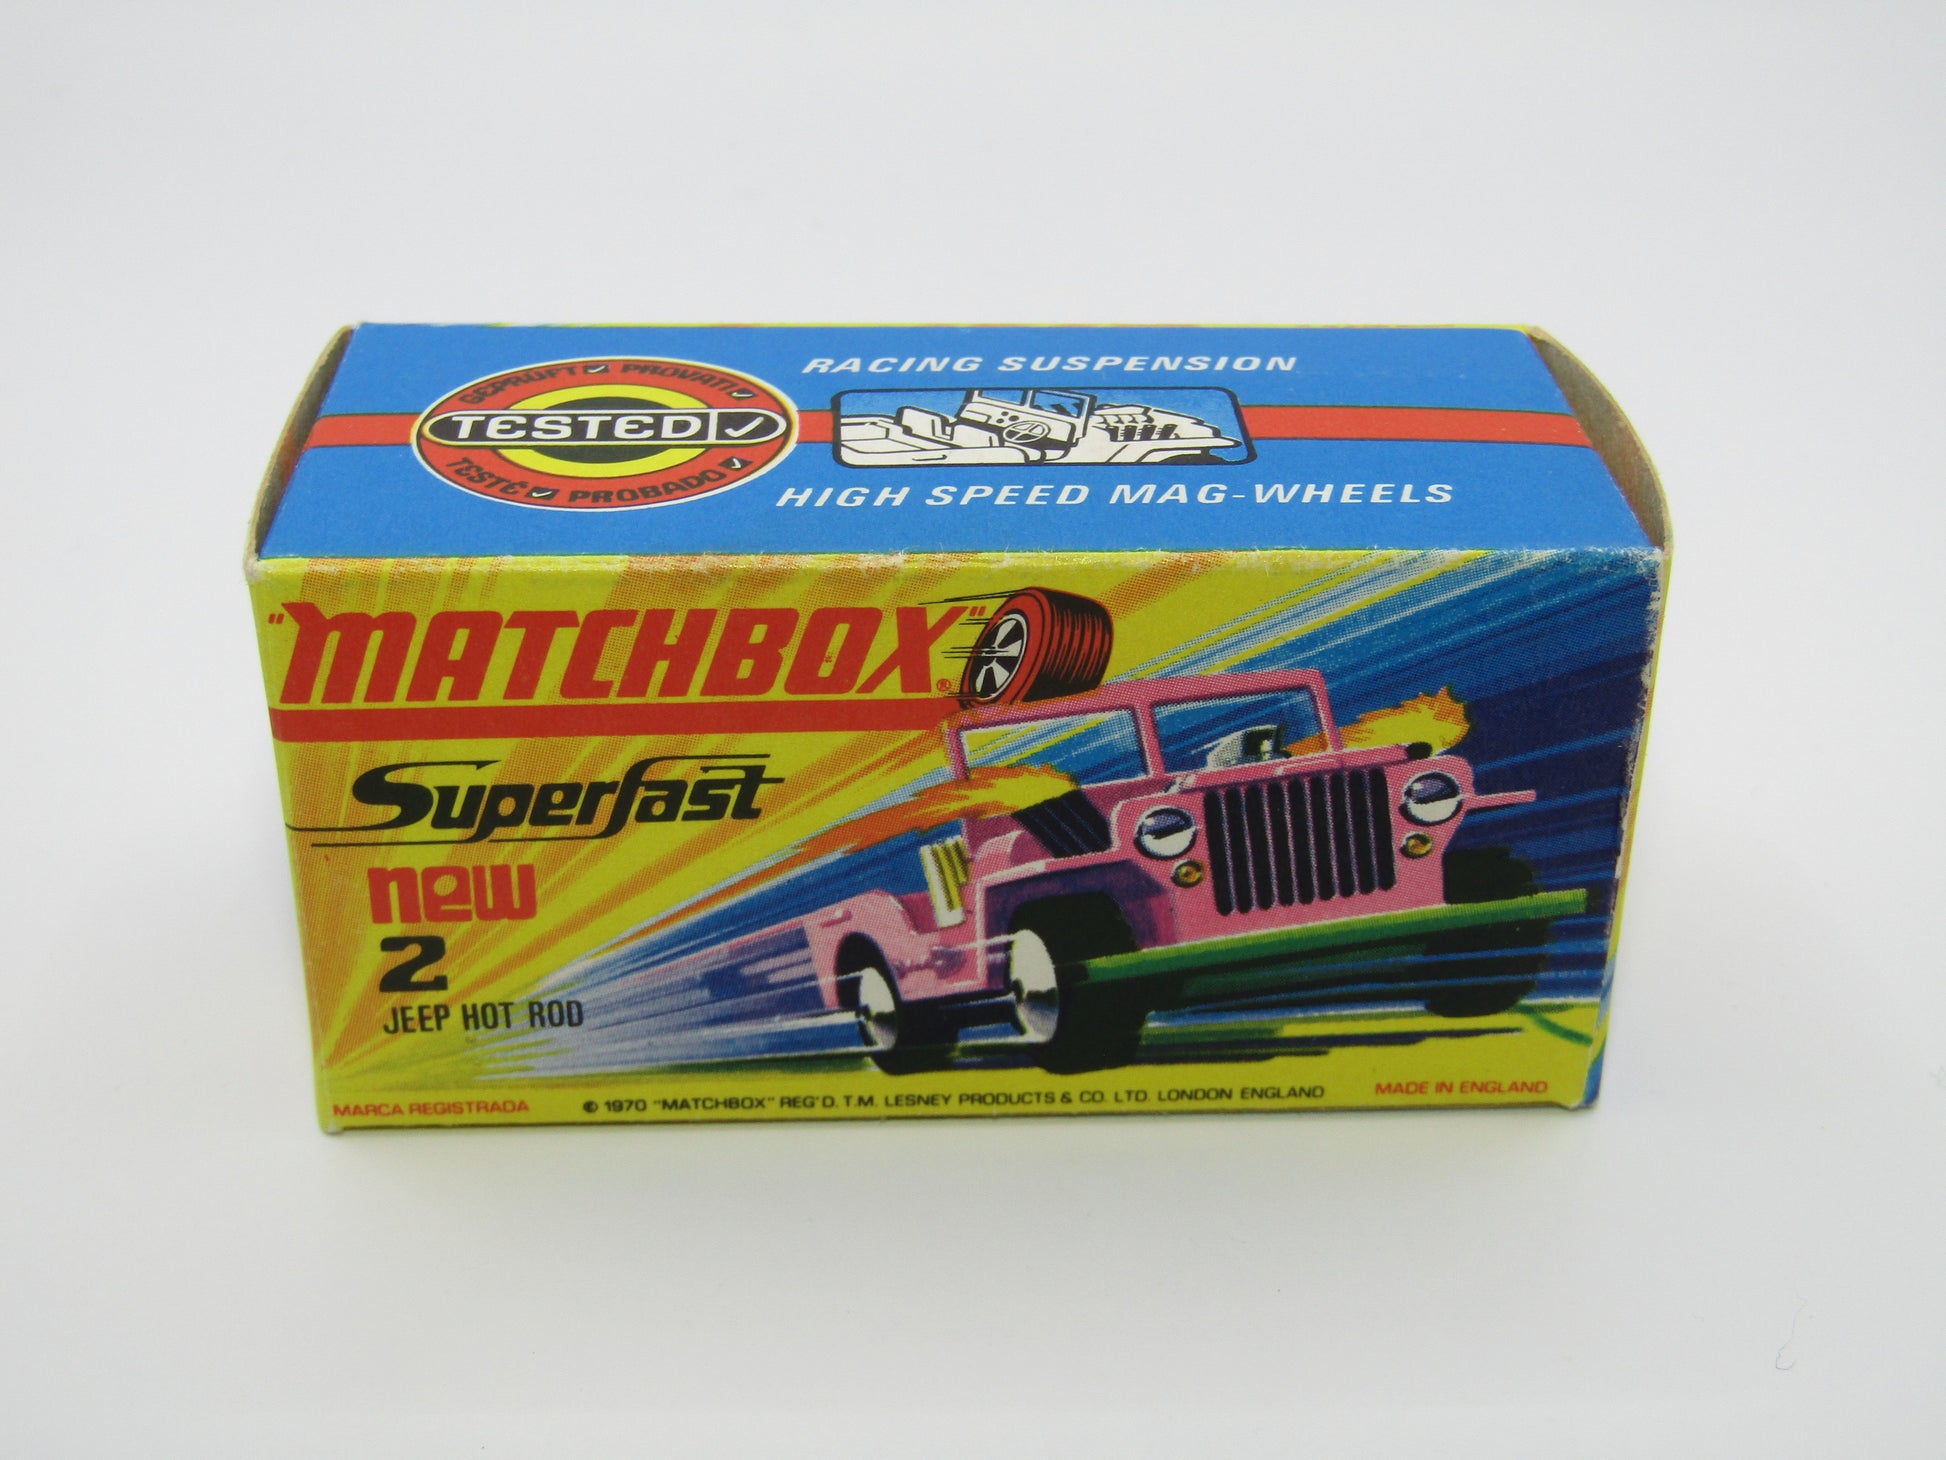 GEPRÜFT PROVATI
TESTED
TESTÉ PROBADO
RACING SUSPENSION
HIGH SPEED MAG-WHEELS
"MATCHBOX"®
Superfast
new
2
JEEP HOT ROD
MARCA REGISTRADA © 1970 "MATCHBOX" REG'D. T.M. LESNEY PRODUCTS & CO. LTD. LONDON ENGLAND MADE IN ENGLAND